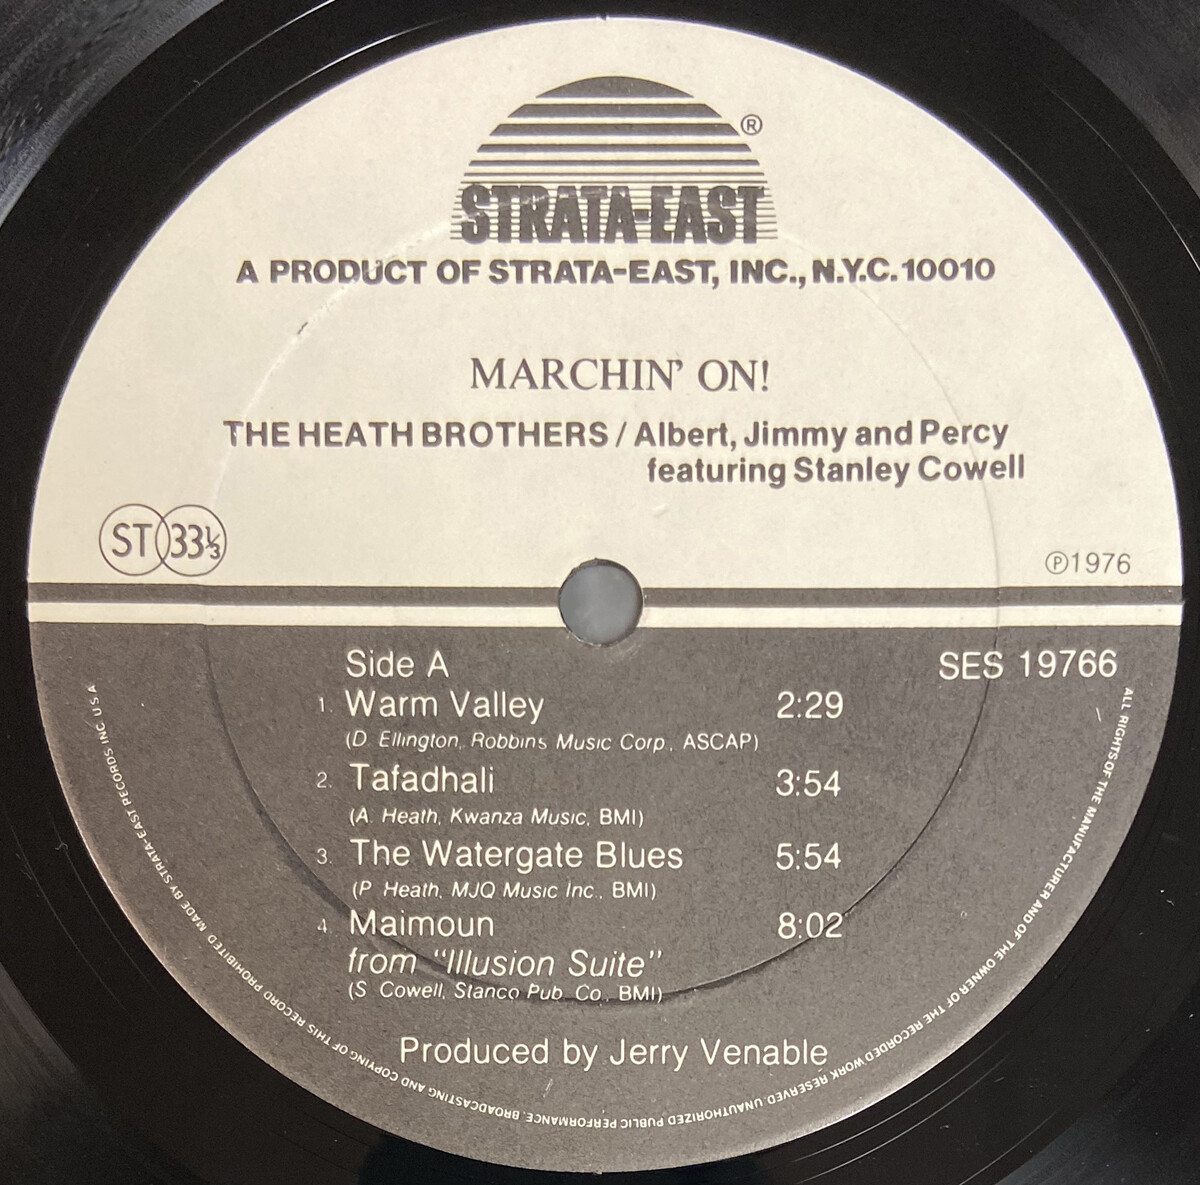 STRATA-EAST ®
A PRODUCT OF STRATA-EAST, INC., N.Y.C. 10010
MARCHIN' ON!
THE HEATH BROTHERS / Albert, Jimmy and Percy
featuring Stanley Cowell
ST 33⅓
℗1976
Side A
SES 19766
1. Warm Valley 2:29
(D. Ellington, Robbins Music Corp., ASCAP)
2. Tafadhali 3:54
(A. Heath, Kwanza Music, BMI)
3. The Watergate Blues 5:54
(P. Heath, MJQ Music Inc., BMI)
4 Maimoun 8:02
from "Illusion Suite"
(S. Cowell, Stanco Pub. Co., BMI)
Produced by Jerry Venable
ALL RIGHTS OF THE MANUFACTURER AND OF THE OWNER OF THE RECORDED WORK RESERVED. UNAUTHORIZED PUBLIC PERFORMANCE, BROADCASTING AND COPYING OF THIS RECORD PROHIBITED MADE BY STRATA-EAST RECORDS INC U.S.A.